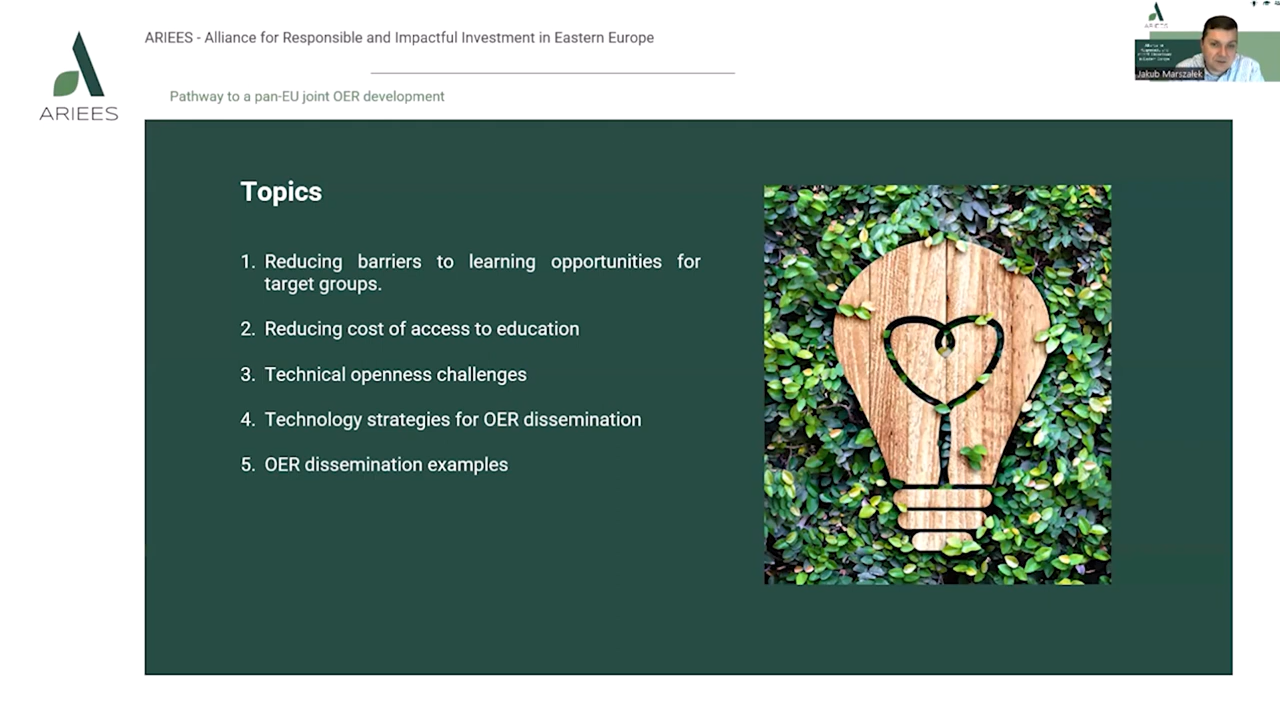 ARIEES - Alliance for Responsible and Impactful Investment in Eastern Europe
Pathway to a pan-EU joint OER development
ARIEES
Jakub Marszałek
Topics
1. Reducing barriers to learning opportunities for
target groups.
2. Reducing cost of access to education
3. Technical openness challenges
4. Technology strategies for OER dissemination
5. OER dissemination examples